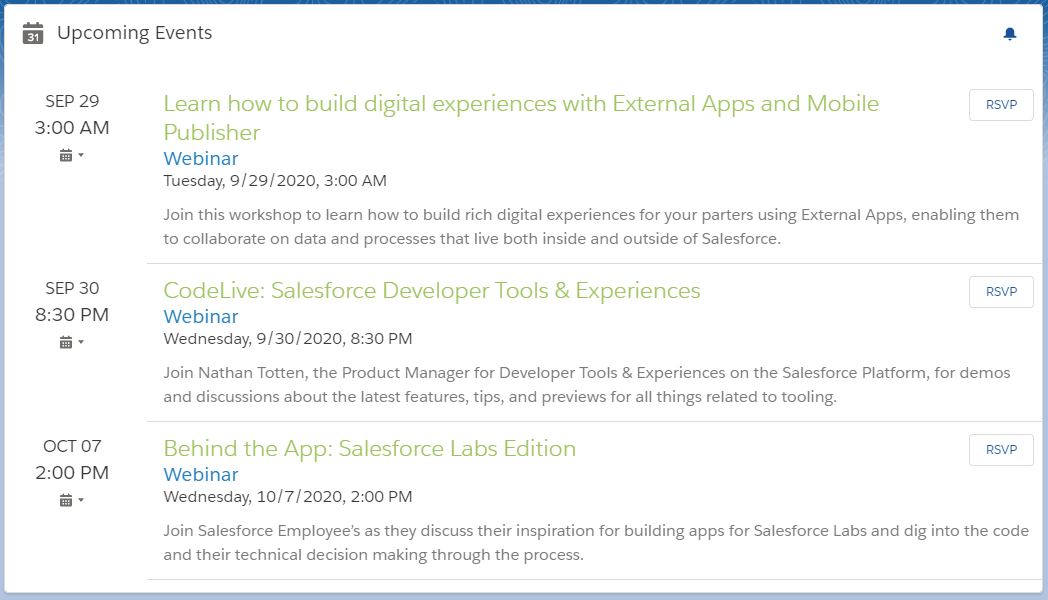 31 Upcoming Events
SEP 29
3:00 AM
Learn how to build digital experiences with External Apps and Mobile
Publisher
Webinar
Tuesday, 9/29/2020, 3:00 AM
Join this workshop to learn how to build rich digital experiences for your parters using External Apps, enabling them
to collaborate on data and processes that live both inside and outside of Salesforce.
RSVP
SEP 30
8:30 PM
CodeLive: Salesforce Developer Tools & Experiences
Webinar
Wednesday, 9/30/2020, 8:30 PM
Join Nathan Totten, the Product Manager for Developer Tools & Experiences on the Salesforce Platform, for demos
and discussions about the latest features, tips, and previews for all things related to tooling.
RSVP
OCT 07
2:00 PM
Behind the App: Salesforce Labs Edition
Webinar
Wednesday, 10/7/2020, 2:00 PM
Join Salesforce Employee’s as they discuss their inspiration for building apps for Salesforce Labs and dig into the code
and their technical decision making through the process.
RSVP